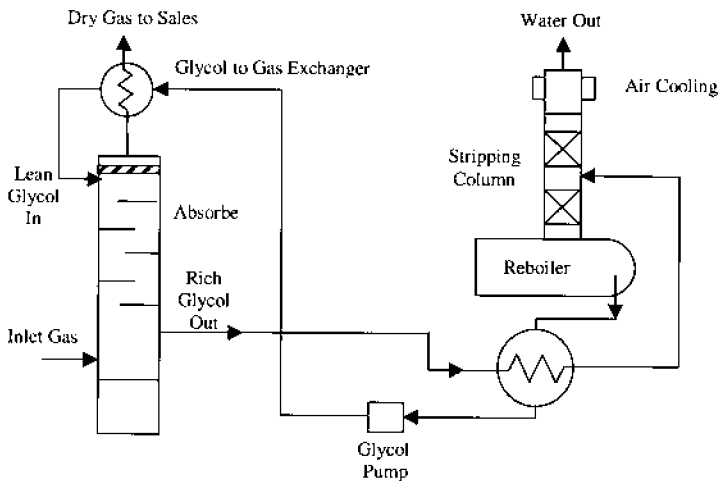 Dry Gas to Sales
Water Out
Glycol to Gas Exchanger
Air Cooling
Stripping
Column
Lean
Glycol
In
Absorbe
Reboiler
Rich
Glycol
Out
Inlet Gas
Glycol
Pump